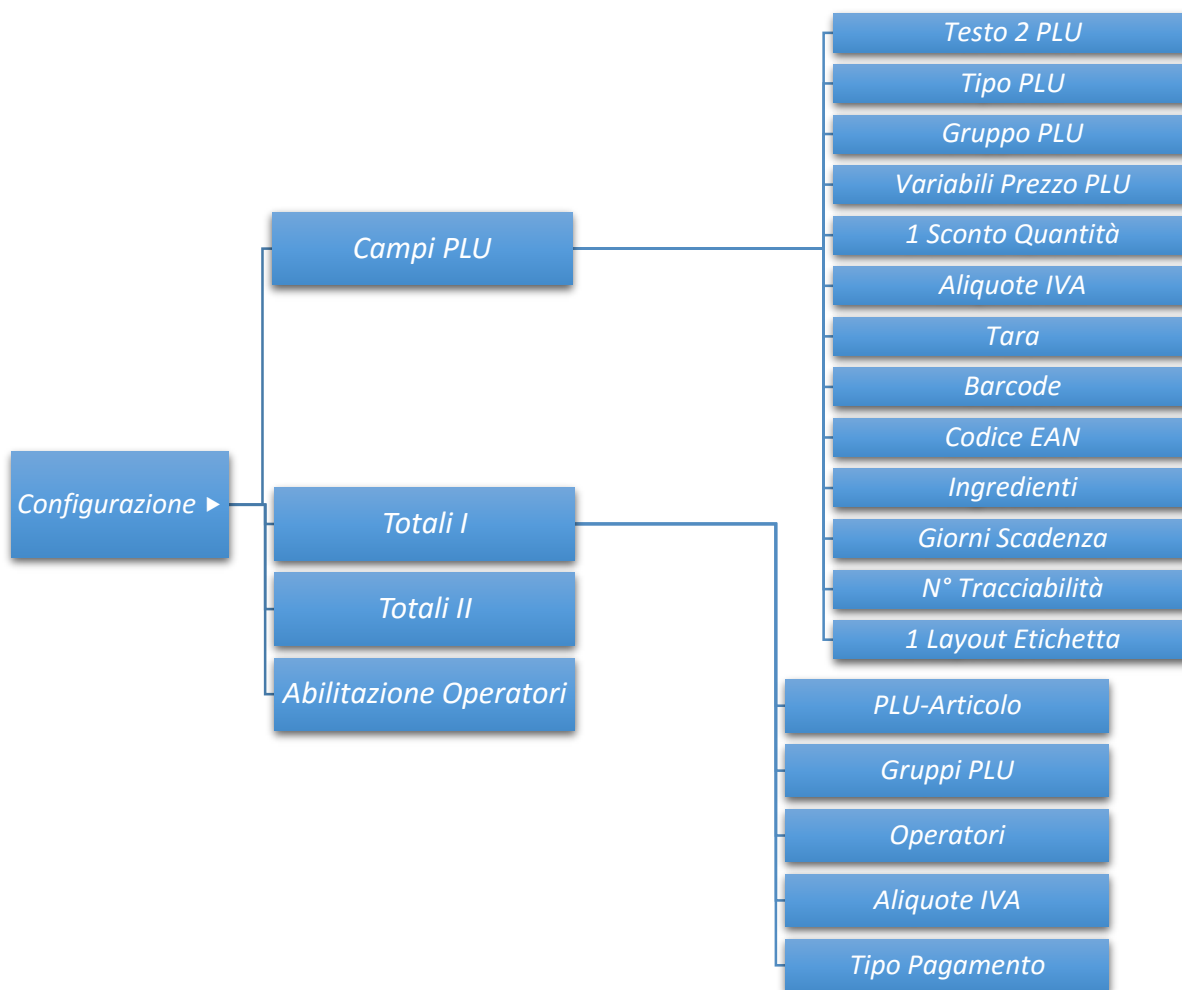 Configurazione ►
Campi PLU
Testo 2 PLU
Tipo PLU
Gruppo PLU
Variabili Prezzo PLU
1 Sconto Quantità
Aliquote IVA
Tara
Barcode
Codice EAN
Ingredienti
Giorni Scadenza
N° Tracciabilità
1 Layout Etichetta
Totali I
PLU-Articolo
Gruppi PLU
Operatori
Aliquote IVA
Tipo Pagamento
Totali II
Abilitazione Operatori